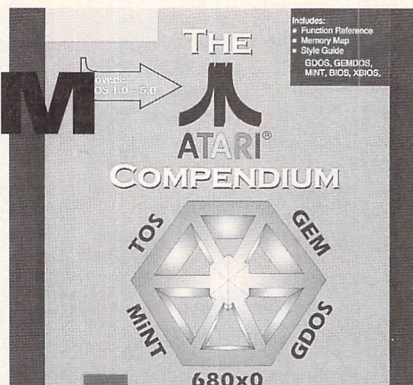 Includes:
Function Reference
Memory Map
Style Guide
GDOS, GEMDOS,
MiNT, BIOS, XBIOS,
THE
M
OS 1.0 – 5.0
ATARI®
COMPENDIUM
TOS
GEM
MiNT
GDOS
680x0